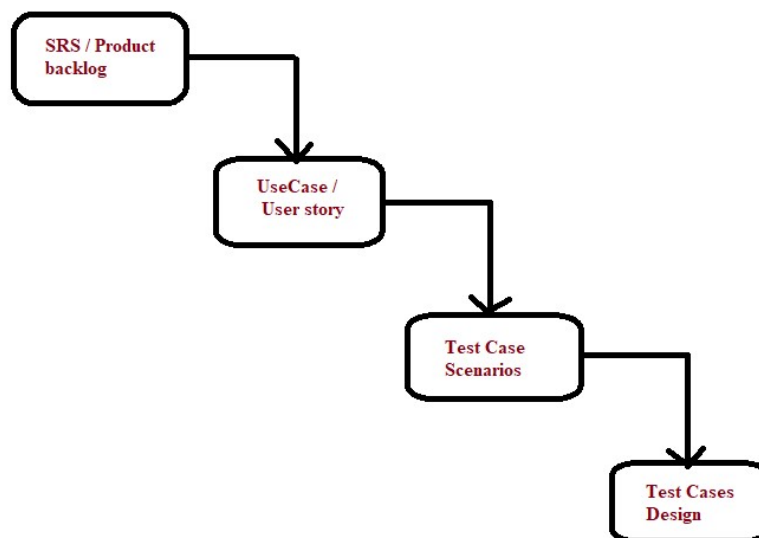 SRS / Product
backlog
UseCase /
User story
Test Case
Scenarios
Test Cases
Design